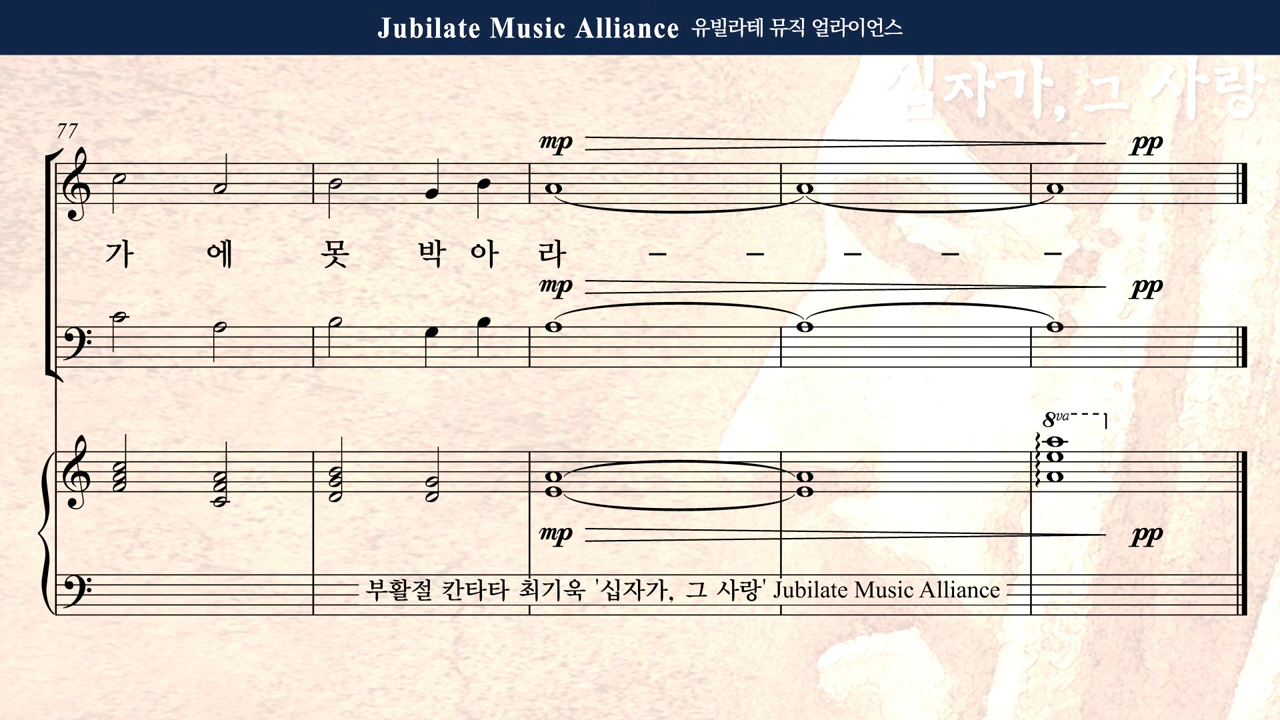 Jubilate Music Alliance 유빌라테 뮤직 얼라이언스
십자가, 그 사랑
77
mp pp
가 에 못 박 아 라 – – – – –
mp pp
8va
mp pp
부활절 칸타타 최기욱 '십자가, 그 사랑' Jubilate Music Alliance